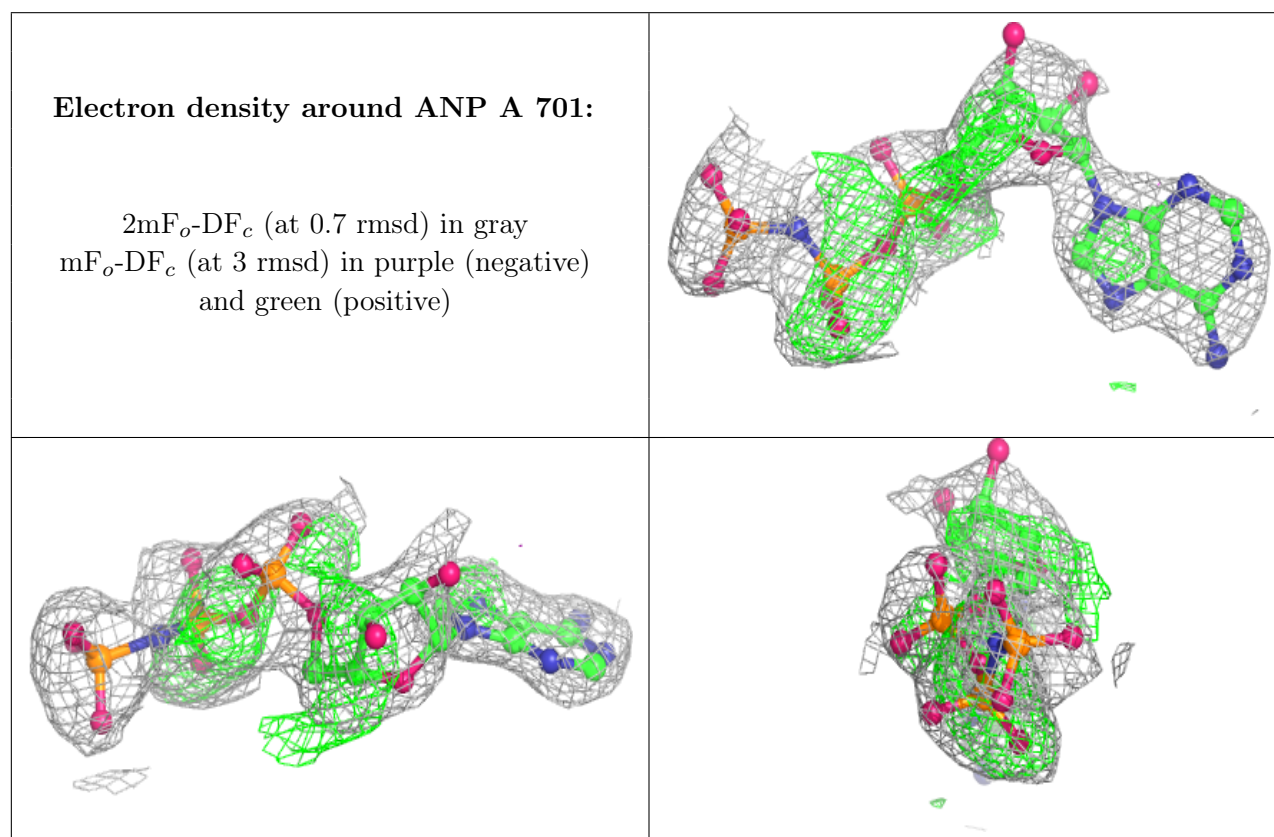 Electron density around ANP A 701:
2mFo-DFc (at 0.7 rmsd) in gray
mFo-DFc (at 3 rmsd) in purple (negative)
and green (positive)